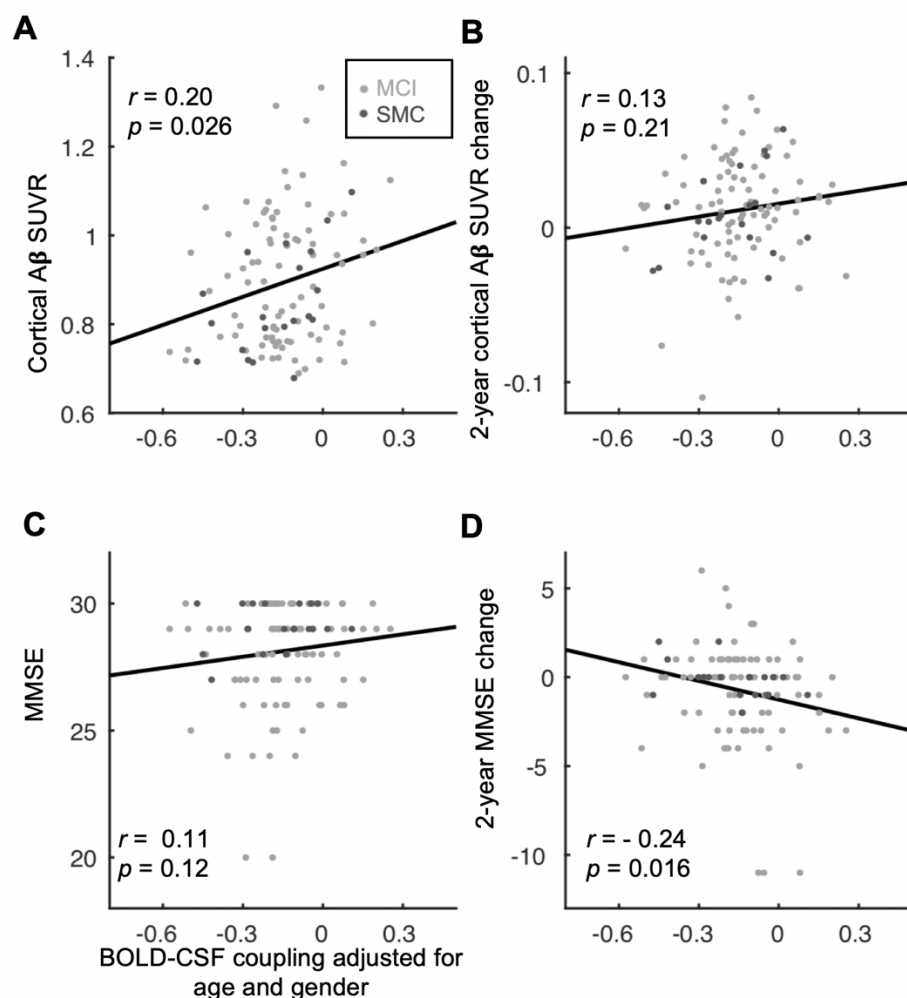 A
Cortical Aβ SUVR
1.4
1.2
1
0.8
0.6
r = 0.20
p = 0.026
MCI
SMC
-0.6
-0.3
0
0.3
B
2-year cortical Aβ SUVR change
0.1
0
-0.1
r = 0.13
p = 0.21
-0.6
-0.3
0
0.3
C
MMSE
30
25
20
r = 0.11
p = 0.12
-0.6
-0.3
0
0.3
BOLD-CSF coupling adjusted for
age and gender
D
2-year MMSE change
5
0
-5
-10
r = - 0.24
p = 0.016
-0.6
-0.3
0
0.3